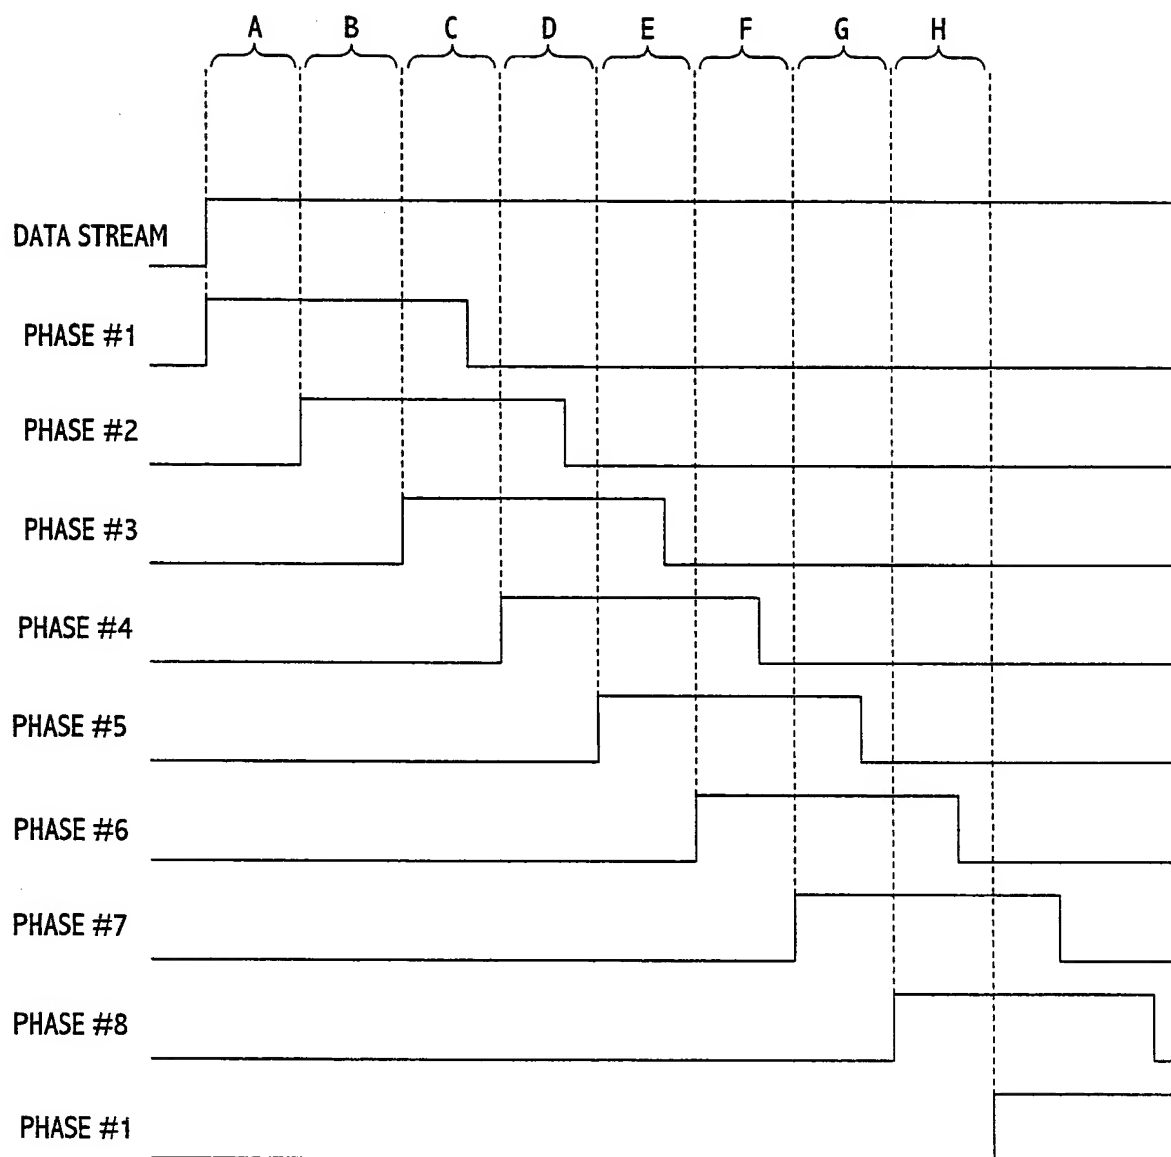 A B C D E F G H
DATA STREAM
PHASE #1
PHASE #2
PHASE #3
PHASE #4
PHASE #5
PHASE #6
PHASE #7
PHASE #8
PHASE #1